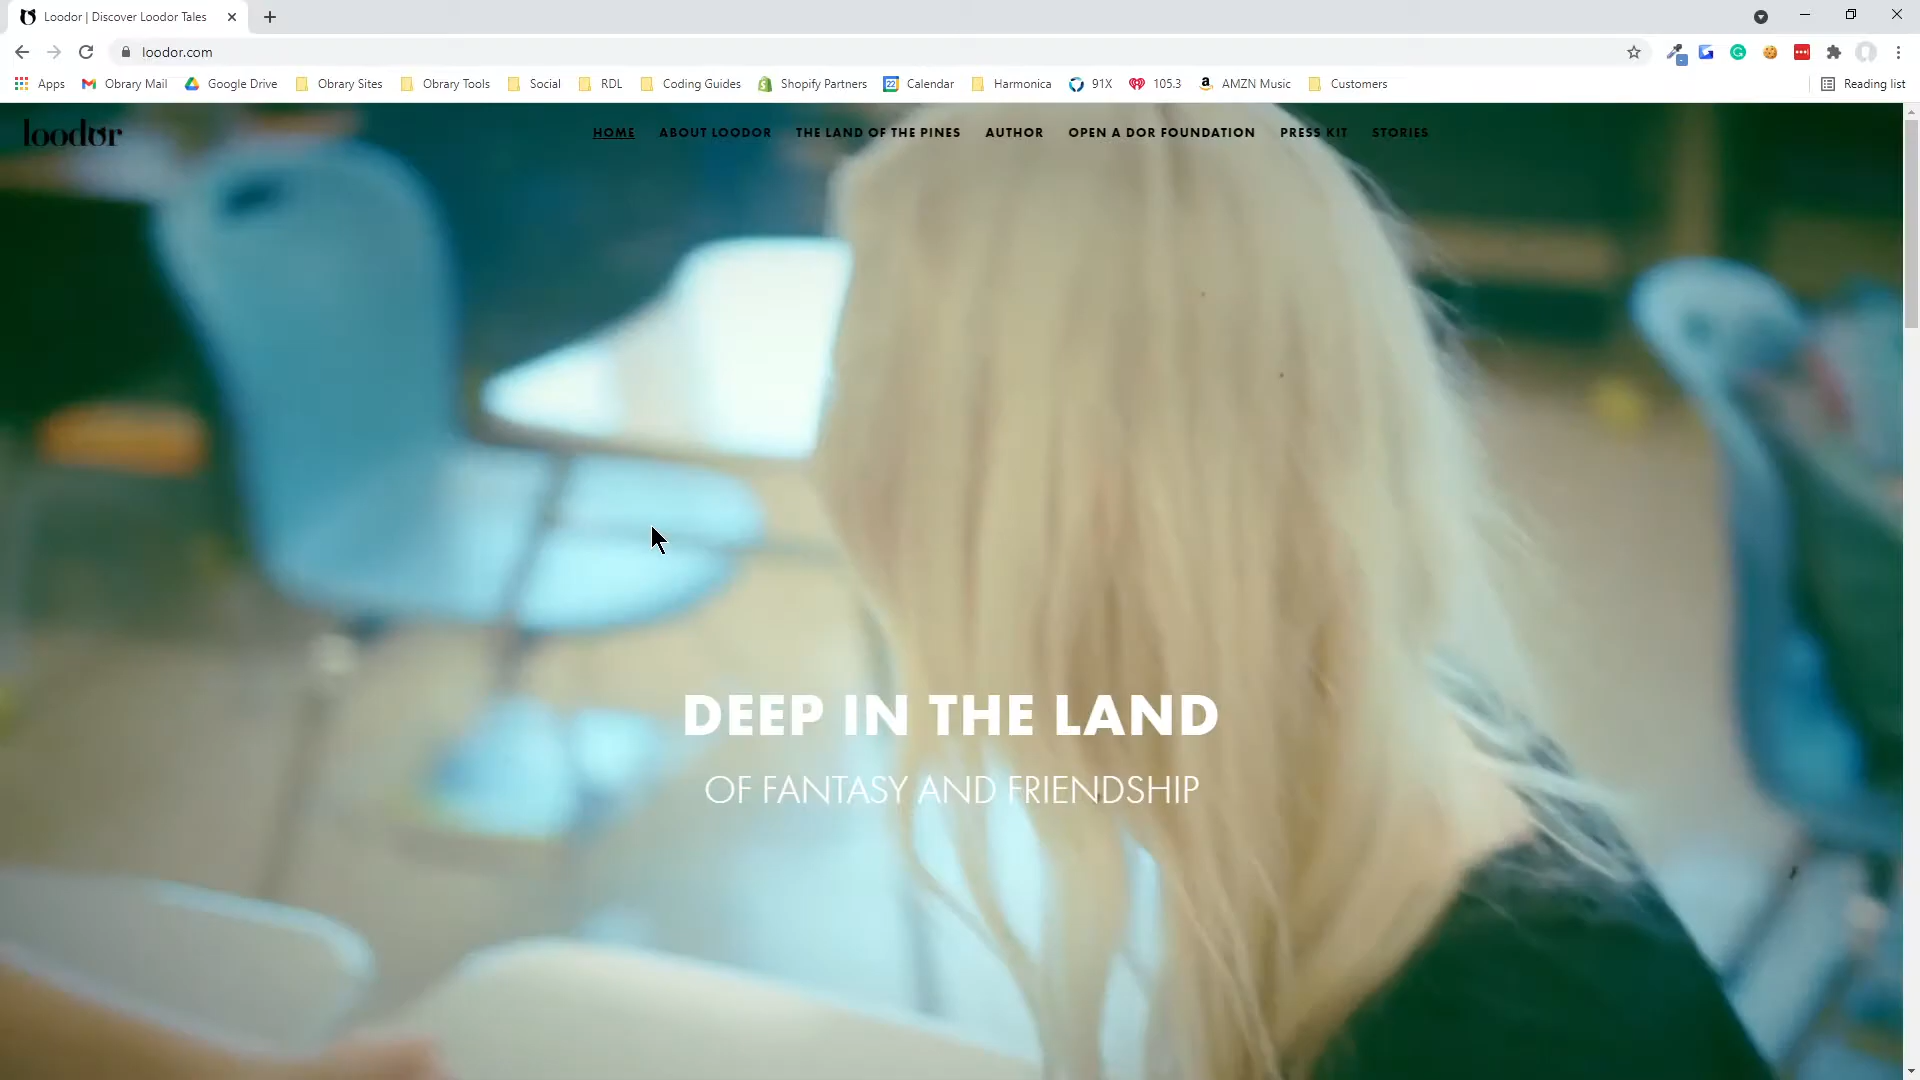 Loodor | Discover Loodor Tales
loodor.com
Apps Obrary Mail Google Drive Obrary Sites Obrary Tools Social RDL Coding Guides Shopify Partners 22 Calendar Harmonica 91X 105.3 a AMZN Music Customers Reading list
loodor HOME ABOUT LOODOR THE LAND OF THE PINES AUTHOR OPEN A DOR FOUNDATION PRESS KIT STORIES
DEEP IN THE LAND
OF FANTASY AND FRIENDSHIP